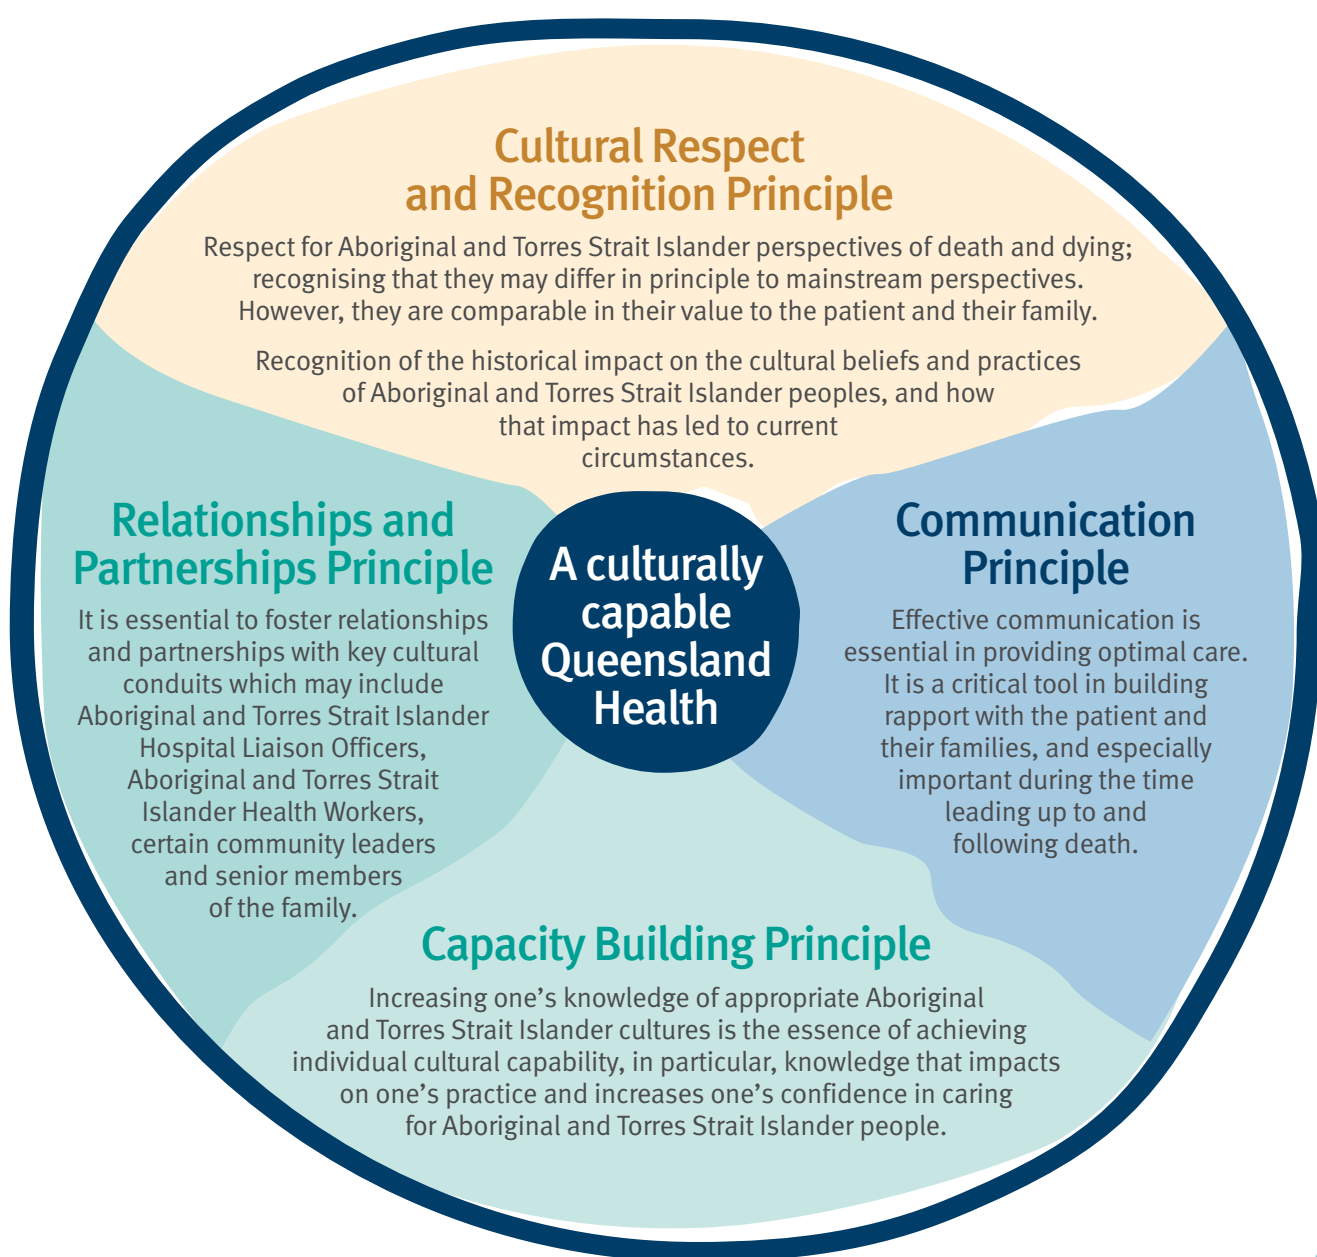 Cultural Respect
and Recognition Principle
Respect for Aboriginal and Torres Strait Islander perspectives of death and dying;
recognising that they may differ in principle to mainstream perspectives.
However, they are comparable in their value to the patient and their family.
Recognition of the historical impact on the cultural beliefs and practices
of Aboriginal and Torres Strait Islander peoples, and how
that impact has led to current
circumstances.
Relationships and
Partnerships Principle
It is essential to foster relationships
and partnerships with key cultural
conduits which may include
Aboriginal and Torres Strait Islander
Hospital Liaison Officers,
Aboriginal and Torres Strait
Islander Health Workers,
certain community leaders
and senior members
of the family.
A culturally
capable
Queensland
Health
Communication
Principle
Effective communication is
essential in providing optimal care.
It is a critical tool in building
rapport with the patient and
their families, and especially
important during the time
leading up to and
following death.
Capacity Building Principle
Increasing one’s knowledge of appropriate Aboriginal
and Torres Strait Islander cultures is the essence of achieving
individual cultural capability, in particular, knowledge that impacts
on one’s practice and increases one’s confidence in caring
for Aboriginal and Torres Strait Islander people.